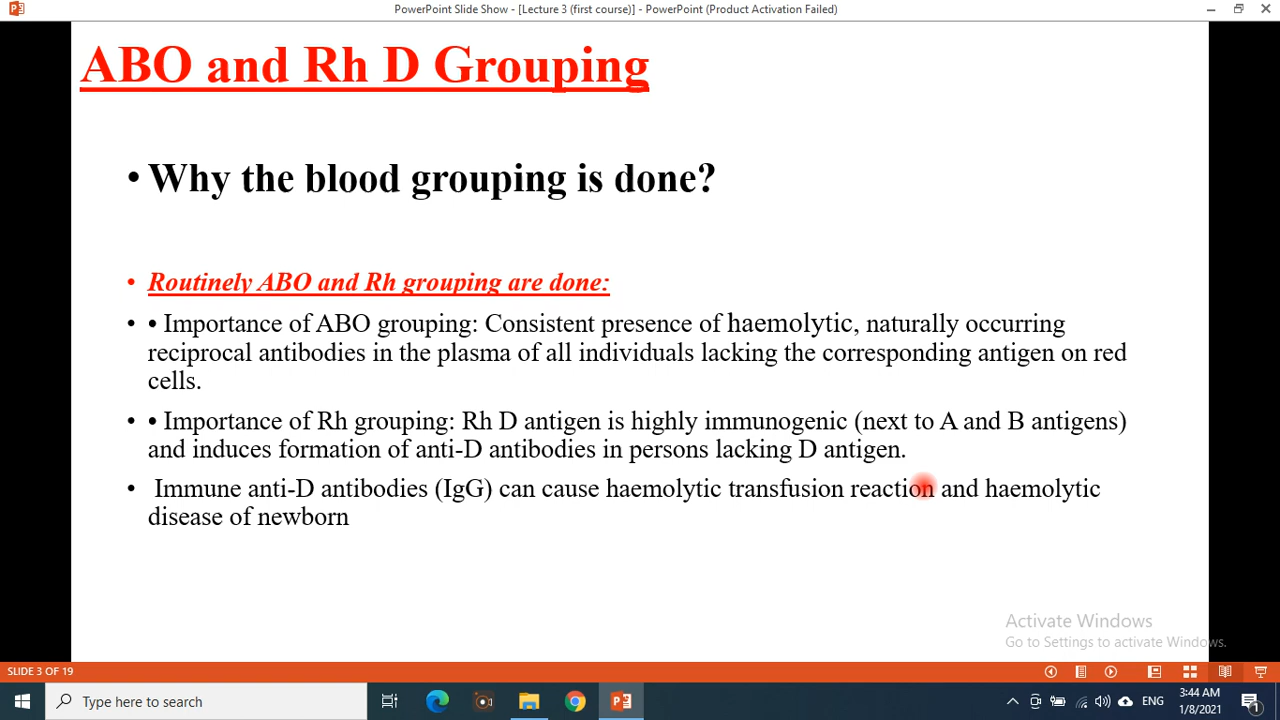 PowerPoint Slide Show - [Lecture 3 (first course)] - PowerPoint (Product Activation Failed)
ABO and Rh D Grouping
• Why the blood grouping is done?
• Routinely ABO and Rh grouping are done:
• • Importance of ABO grouping: Consistent presence of haemolytic, naturally occurring
reciprocal antibodies in the plasma of all individuals lacking the corresponding antigen on red
cells.
• • Importance of Rh grouping: Rh D antigen is highly immunogenic (next to A and B antigens)
and induces formation of anti-D antibodies in persons lacking D antigen.
• Immune anti-D antibodies (IgG) can cause haemolytic transfusion reaction and haemolytic
disease of newborn
Activate Windows
Go to Settings to activate Windows.
SLIDE 3 OF 19
Type here to search
ENG
3:44 AM
1/8/2021
1